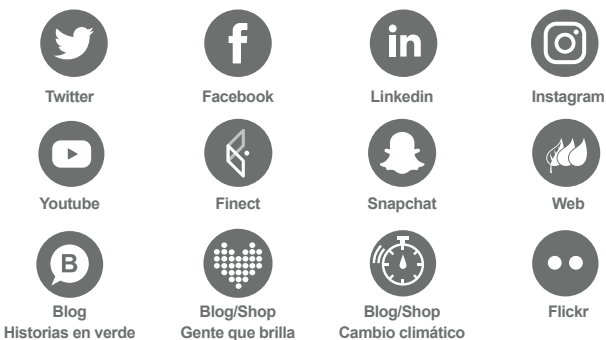 Twitter
Facebook
Linkedin
Instagram
Youtube
Finect
Snapchat
Web
B
Blog
Historias en verde
Blog/Shop
Gente que brilla
Blog/Shop
Cambio climático
Flickr